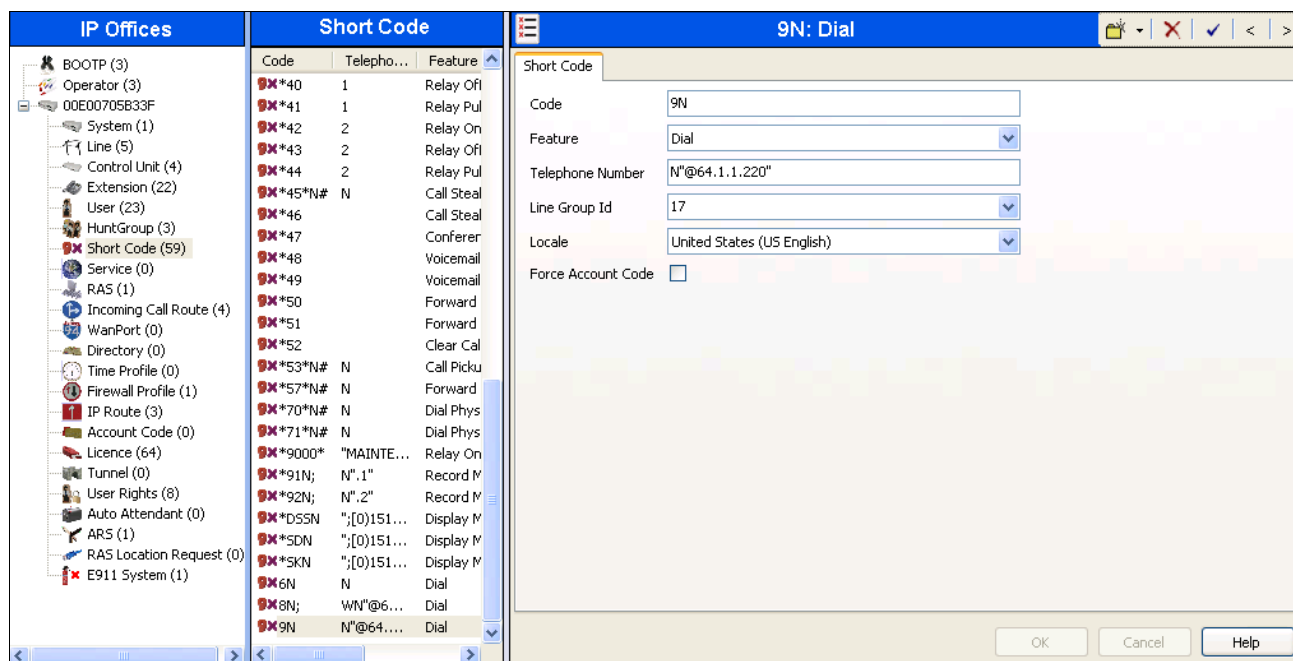 IP Offices
BOOTP (3)
Operator (3)
00E00705B33F
System (1)
Line (5)
Control Unit (4)
Extension (22)
User (23)
HuntGroup (3)
Short Code (59)
Service (0)
RAS (1)
Incoming Call Route (4)
WanPort (0)
Directory (0)
Time Profile (0)
Firewall Profile (1)
IP Route (3)
Account Code (0)
Licence (64)
Tunnel (0)
User Rights (8)
Auto Attendant (0)
ARS (1)
RAS Location Request (0)
E911 System (1)
Short Code
Code Telepho... Feature
*40 1 Relay Off
*41 1 Relay Pul
*42 2 Relay On
*43 2 Relay Off
*44 2 Relay Pul
*45*N# N Call Steal
*46 Call Steal
*47 Conferen
*48 Voicemail
*49 Voicemail
*50 Forward
*51 Forward
*52 Clear Cal
*53*N# N Call Picku
*57*N# N Forward
*70*N# N Dial Phys
*71*N# N Dial Phys
*9000* "MAINTE... Relay On
*91N; N".1" Record M
*92N; N".2" Record M
*DSSN ";[0)151... Display M
*SDN ";[0)151... Display M
*SKN ";[0)151... Display M
6N N Dial
8N; WN"@6... Dial
9N N"@64.... Dial
9N: Dial
Short Code
Code 9N
Feature Dial
Telephone Number N"@64.1.1.220"
Line Group Id 17
Locale United States (US English)
Force Account Code
OK Cancel Help